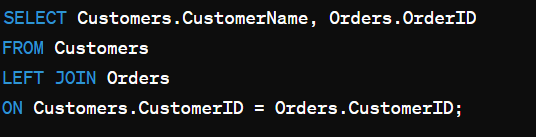 SELECT Customers.CustomerName, Orders.OrderID
FROM Customers
LEFT JOIN Orders
ON Customers.CustomerID = Orders.CustomerID;